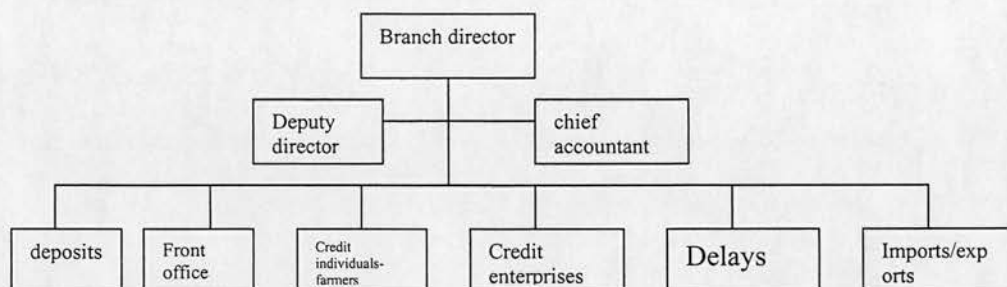 Branch director
Deputy
director
chief
accountant
deposits
Front
office
Credit
individuals-
farmers
Credit
enterprises
Delays
Imports/exp
orts